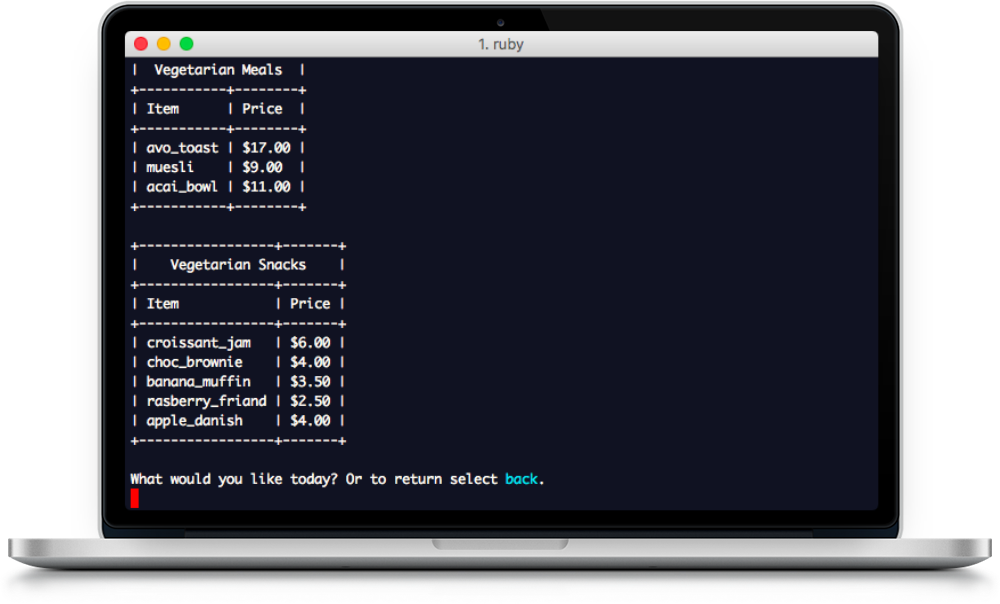 1. ruby
|  Vegetarian Meals  |
+-----------+--------+
| Item      | Price  |
+-----------+--------+
| avo_toast | $17.00 |
| muesli    | $9.00  |
| acai_bowl | $11.00 |
+-----------+--------+
+-----------------+-------+
|    Vegetarian Snacks    |
+-----------------+-------+
| Item            | Price |
+-----------------+-------+
| croissant_jam   | $6.00 |
| choc_brownie    | $4.00 |
| banana_muffin   | $3.50 |
| rasberry_friand | $2.50 |
| apple_danish    | $4.00 |
+-----------------+-------+
What would you like today? Or to return select back.